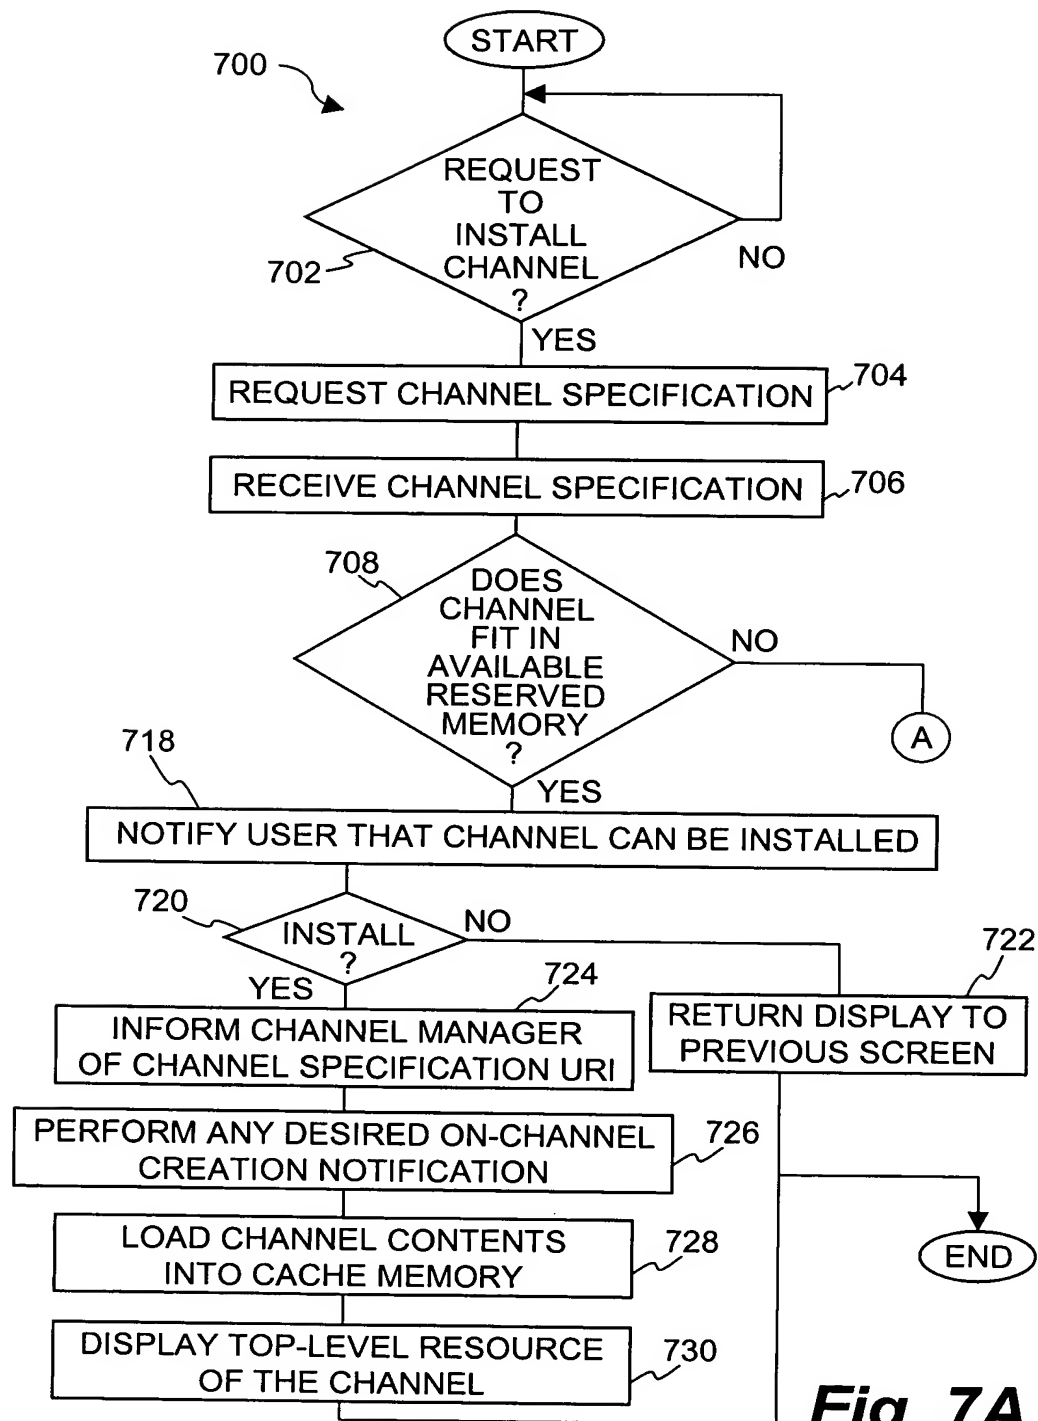 START
700
REQUEST
TO
INSTALL
CHANNEL
?
702
NO
YES
REQUEST CHANNEL SPECIFICATION
704
RECEIVE CHANNEL SPECIFICATION
706
708
DOES
CHANNEL
FIT IN
AVAILABLE
RESERVED
MEMORY
?
NO
A
718
YES
NOTIFY USER THAT CHANNEL CAN BE INSTALLED
720
INSTALL
?
NO
YES
724
722
INFORM CHANNEL MANAGER
OF CHANNEL SPECIFICATION URI
RETURN DISPLAY TO
PREVIOUS SCREEN
PERFORM ANY DESIRED ON-CHANNEL
CREATION NOTIFICATION
726
LOAD CHANNEL CONTENTS
INTO CACHE MEMORY
728
END
DISPLAY TOP-LEVEL RESOURCE
OF THE CHANNEL
730
Fig. 7A